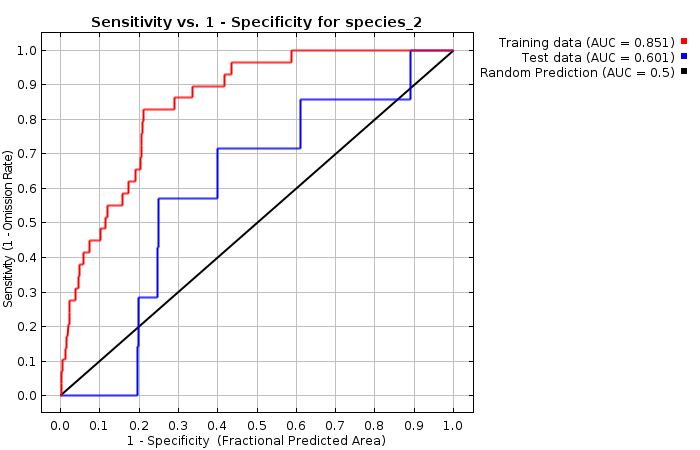 Sensitivity vs. 1 - Specificity for species_2
Training data (AUC = 0.851)
Test data (AUC = 0.601)
Random Prediction (AUC = 0.5)
Sensitivity (1 - Omission Rate)
1.0
0.9
0.8
0.7
0.6
0.5
0.4
0.3
0.2
0.1
0.0
0.0 0.1 0.2 0.3 0.4 0.5 0.6 0.7 0.8 0.9 1.0
1 - Specificity (Fractional Predicted Area)